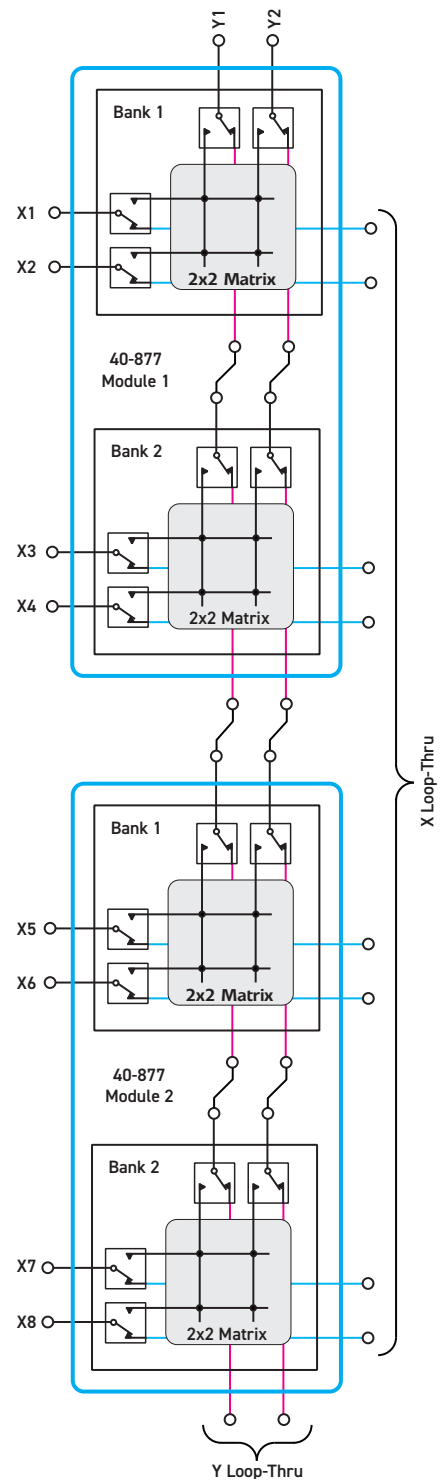 Y1
Y2
Bank 1
X1
X2
2x2 Matrix
40-877
Module 1
Bank 2
X3
X4
2x2 Matrix
X Loop-Thru
Bank 1
X5
X6
2x2 Matrix
40-877
Module 2
Bank 2
X7
X8
2x2 Matrix
Y Loop-Thru